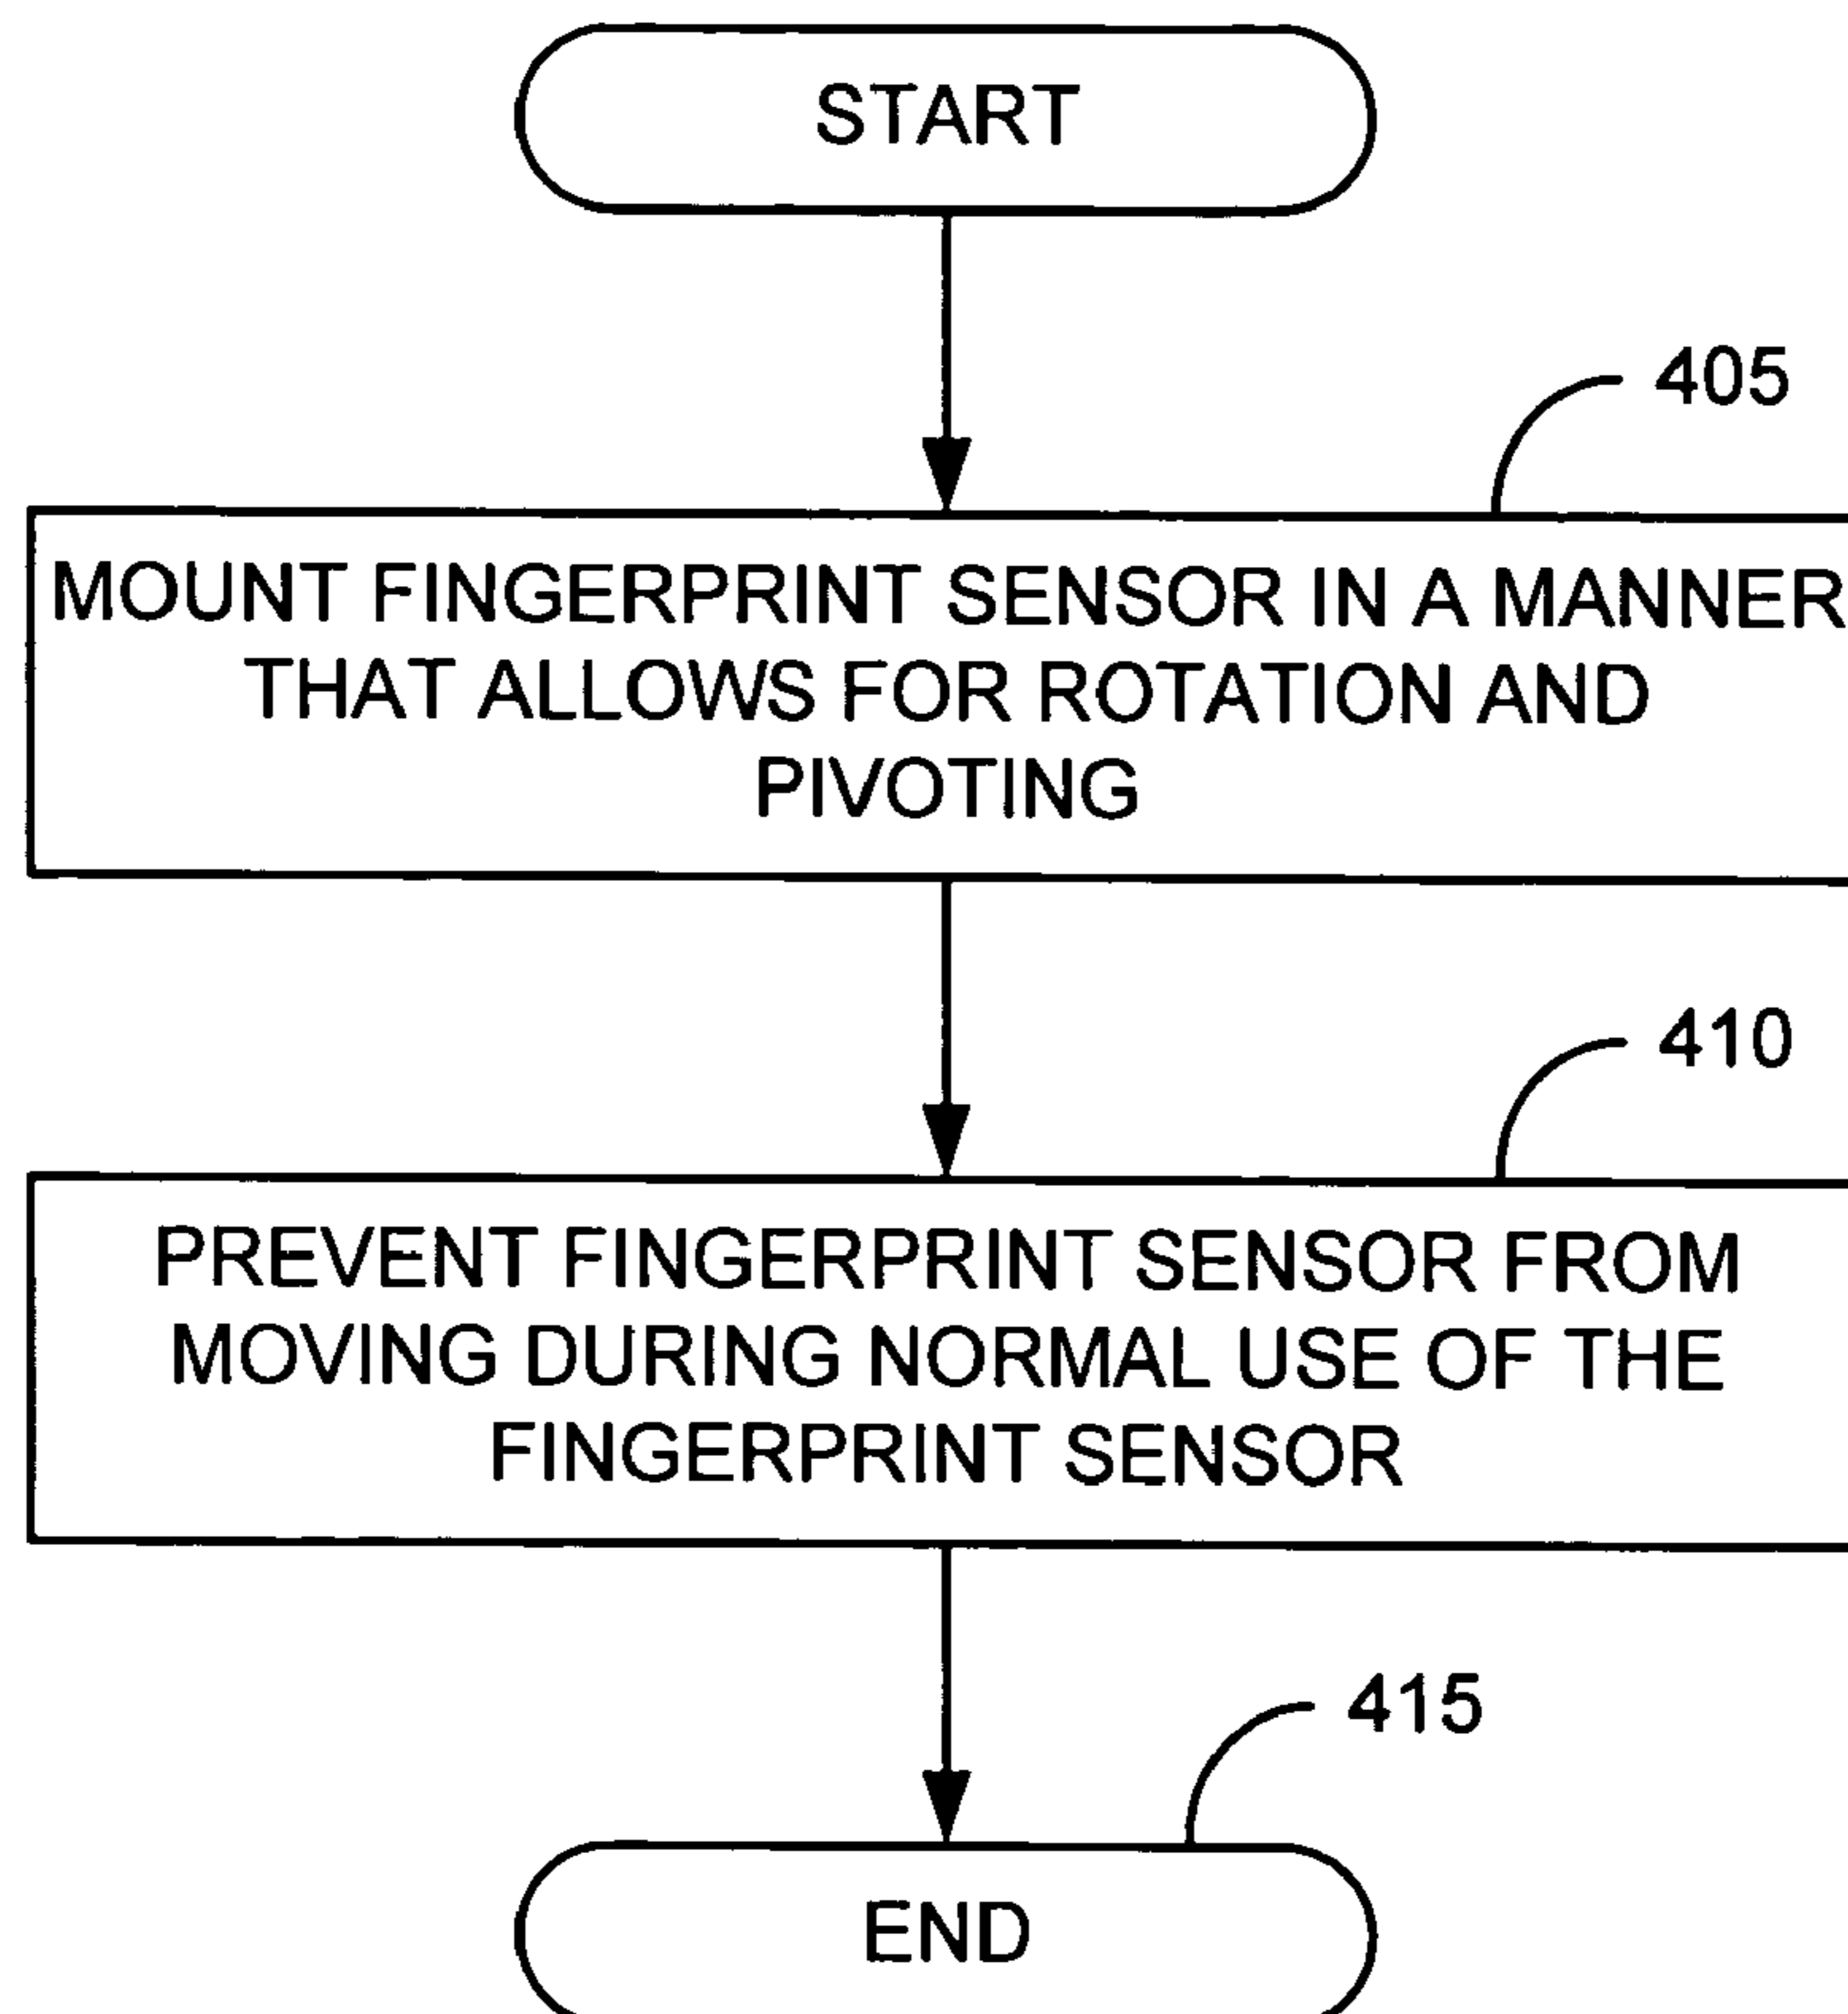 START
405
MOUNT FINGERPRINT SENSOR IN A MANNER
THAT ALLOWS FOR ROTATION AND
PIVOTING
410
PREVENT FINGERPRINT SENSOR FROM
MOVING DURING NORMAL USE OF THE
FINGERPRINT SENSOR
415
END